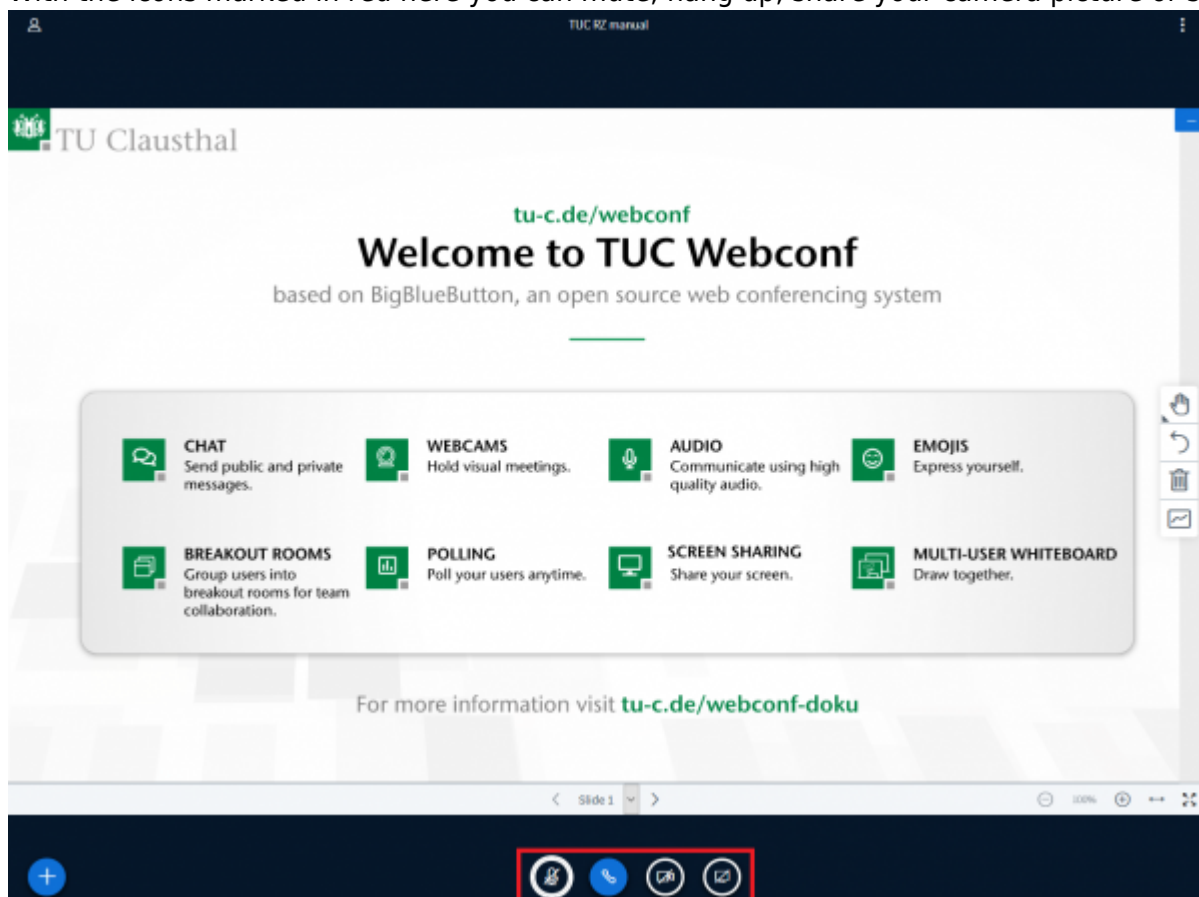 TUC RZ manual
TU Clausthal
tu-c.de/webconf
Welcome to TUC Webconf
based on BigBlueButton, an open source web conferencing system
CHAT
Send public and private
messages.
WEBCAMS
Hold visual meetings.
AUDIO
Communicate using high
quality audio.
EMOJIS
Express yourself.
BREAKOUT ROOMS
Group users into
breakout rooms for team
collaboration.
POLLING
Poll your users anytime.
SCREEN SHARING
Share your screen.
MULTI-USER WHITEBOARD
Draw together.
For more information visit tu-c.de/webconf-doku
Slide 1
100%